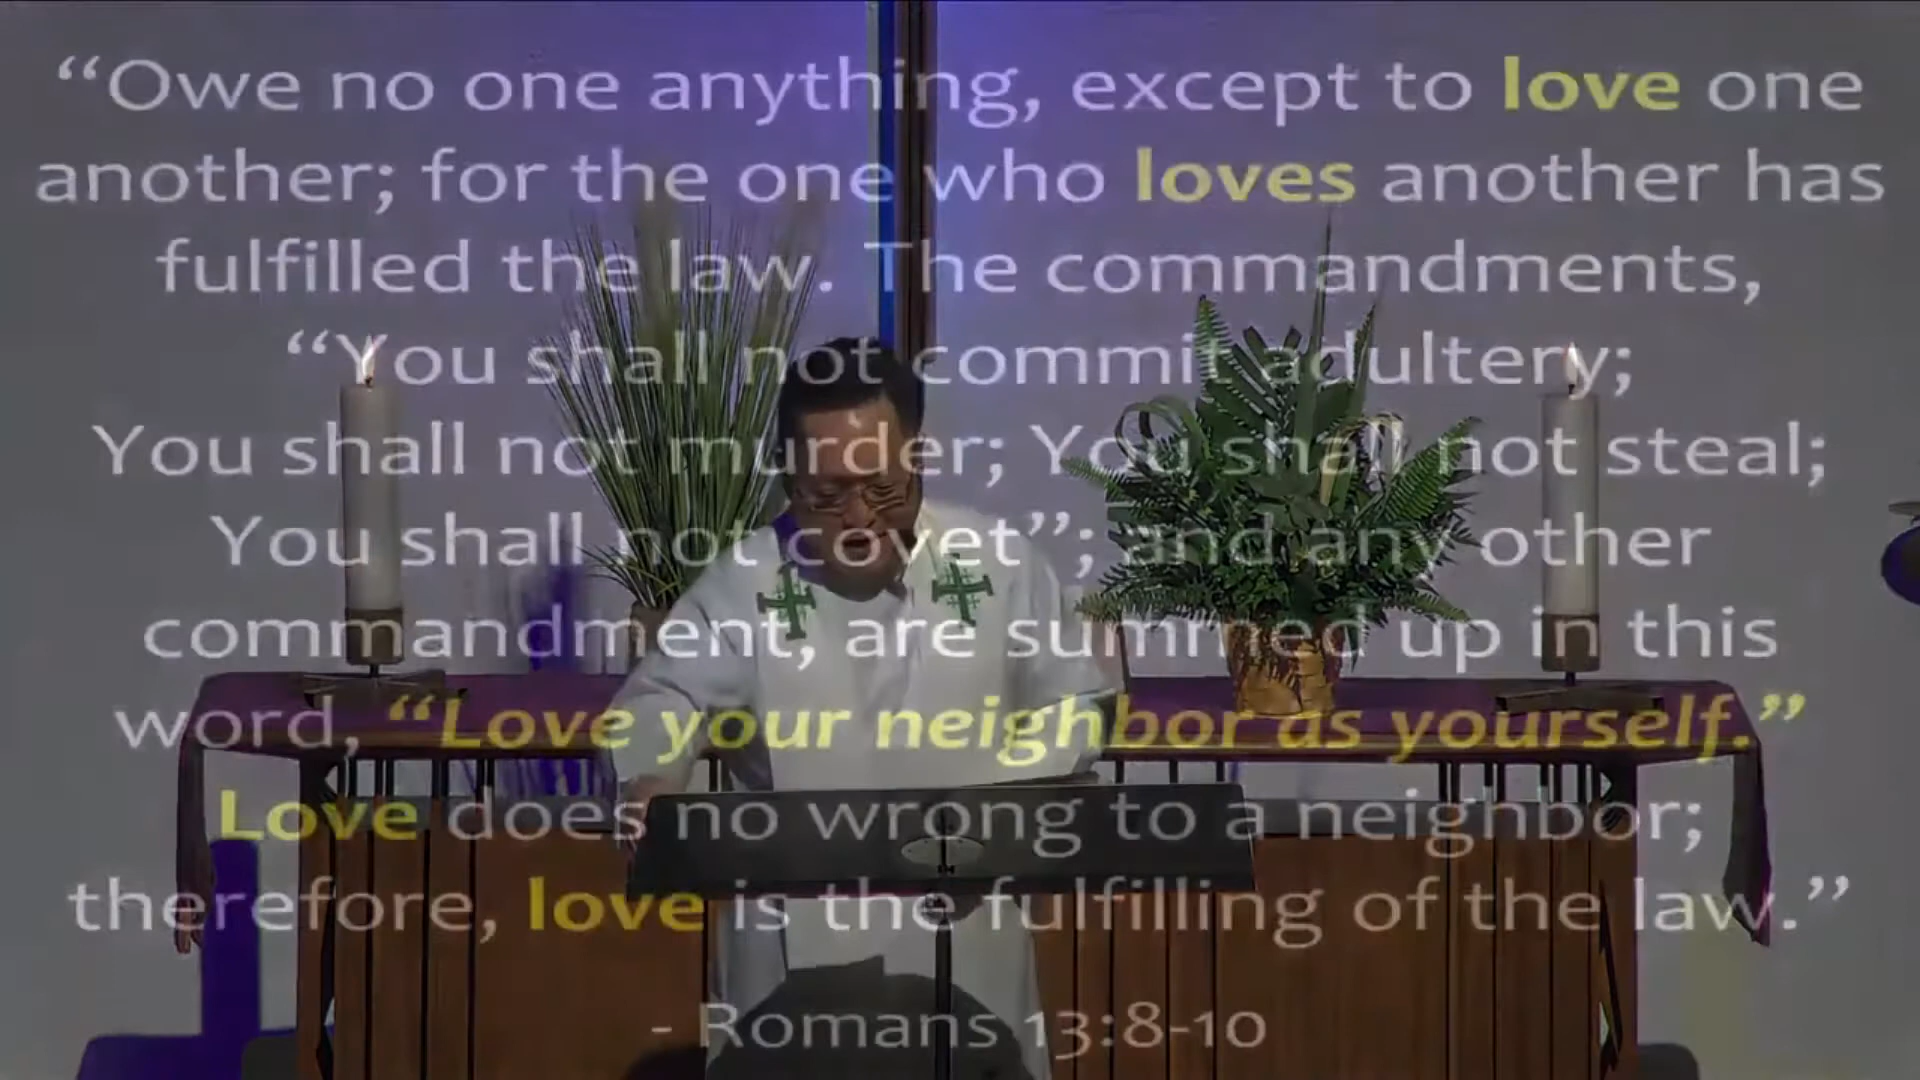 “Owe no one anything, except to love one
another; for the one who loves another has
fulfilled the law. The commandments,
“You shall not commit adultery;
You shall not murder; You shall not steal;
You shall not covet”; and any other
commandment, are summed up in this
word, “Love your neighbor as yourself.”
Love does no wrong to a neighbor;
therefore, love is the fulfilling of the law.”
- Romans 13:8-10